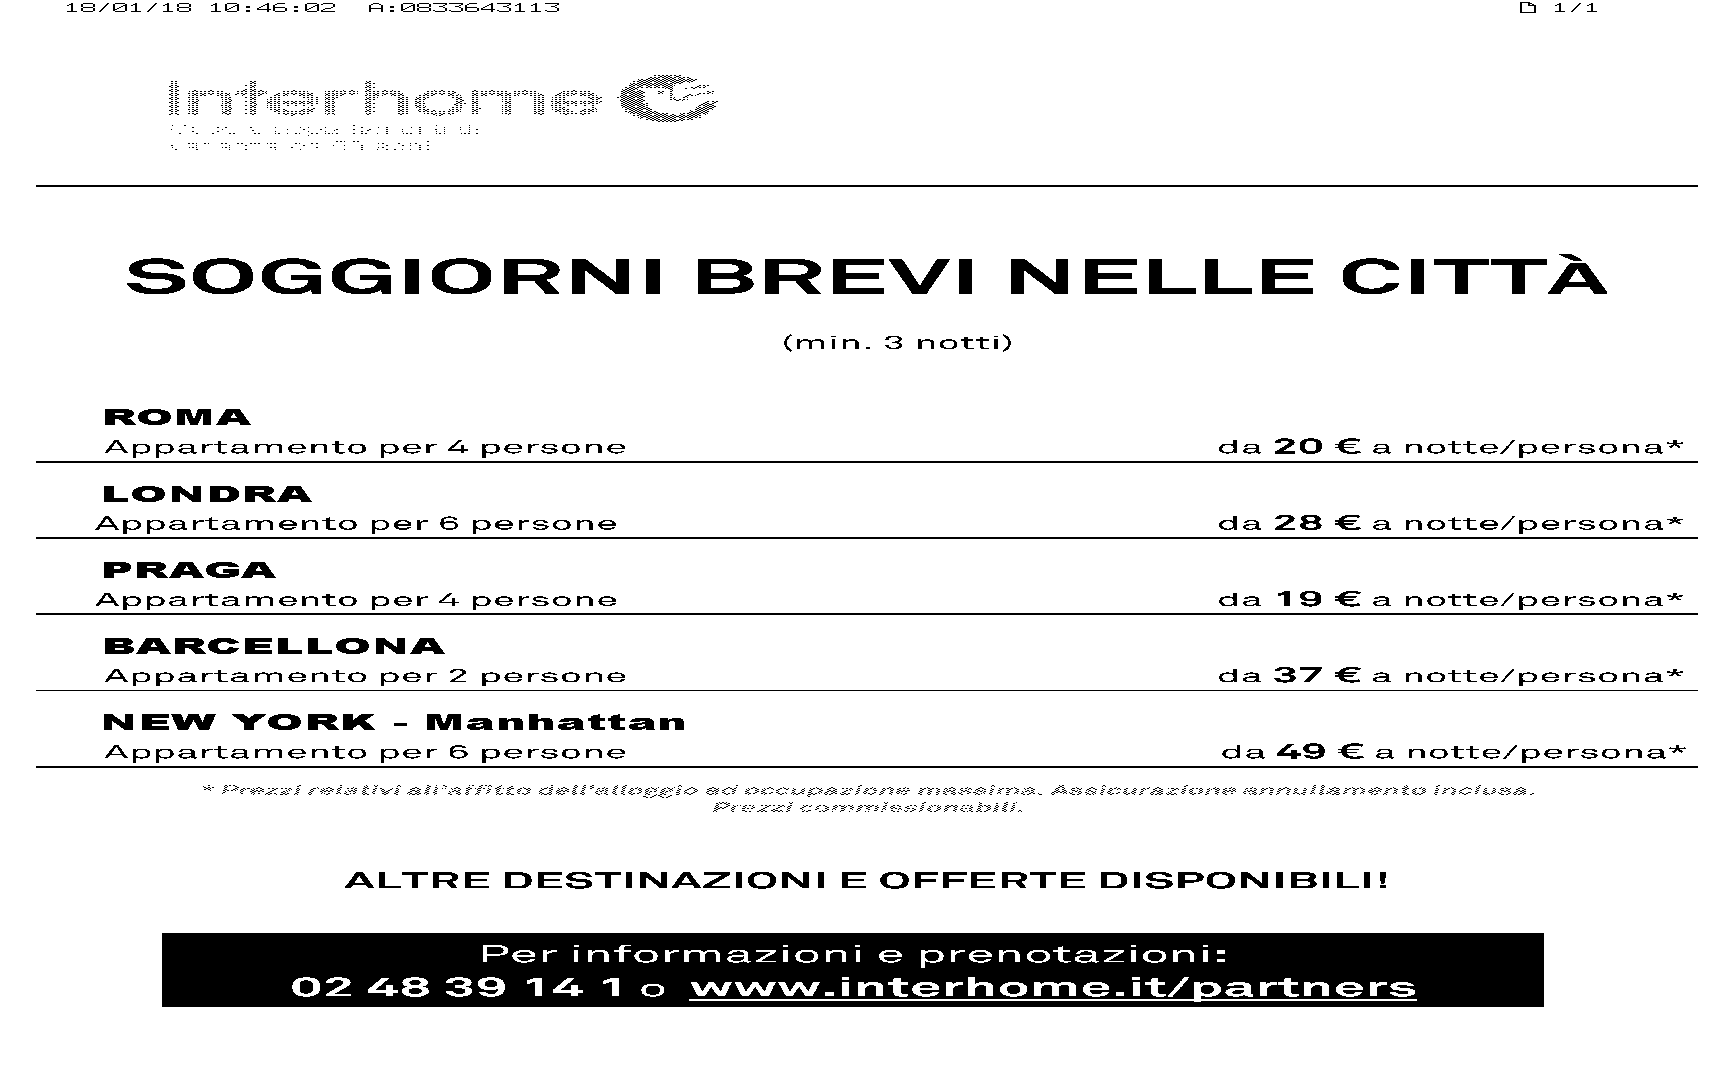 18/01/18 10:46:02 A:0833643113 1/1
Interhome
SOGGIORNI BREVI NELLE CITTÀ
(min. 3 notti)
ROMA
Appartamento per 4 persone da 20 € a notte/persona*
LONDRA
Appartamento per 6 persone da 28 € a notte/persona*
PRAGA
Appartamento per 4 persone da 19 € a notte/persona*
BARCELLONA
Appartamento per 2 persone da 37 € a notte/persona*
NEW YORK - Manhattan
Appartamento per 6 persone da 49 € a notte/persona*
* Prezzi relativi all'affitto dell'alloggio ad occupazione massima. Assicurazione annullamento inclusa.
Prezzi commissionabili.
ALTRE DESTINAZIONI E OFFERTE DISPONIBILI!
Per informazioni e prenotazioni:
02 48 39 14 1 o www.interhome.it/partners